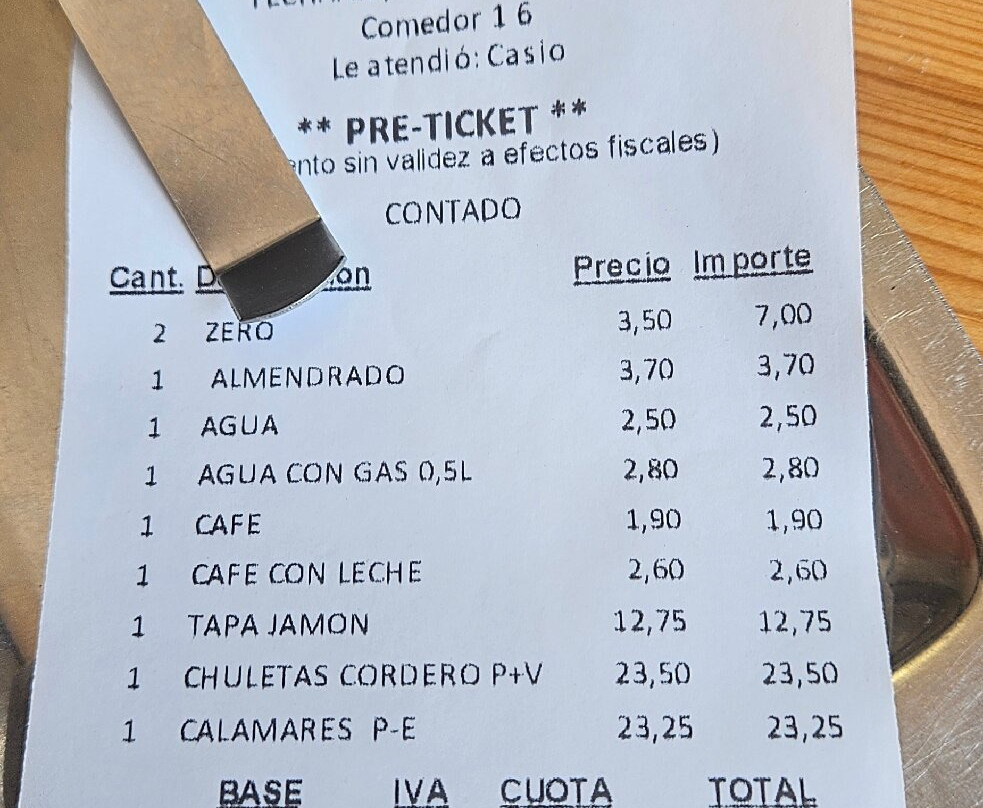 Comedor 1 6
Le atendió: Casio
** PRE-TICKET **
sin validez a efectos fiscales)
CONTADO
Cant. Precio Importe
2 ZERO 3,50 7,00
1 ALMENDRADO 3,70 3,70
1 AGUA 2,50 2,50
1 AGUA CON GAS 0,5L 2,80 2,80
1 CAFE 1,90 1,90
1 CAFE CON LECHE 2,60 2,60
1 TAPA JAMON 12,75 12,75
1 CHULETAS CORDERO P+V 23,50 23,50
1 CALAMARES P-E 23,25 23,25
BASE IVA CUOTA TOTAL